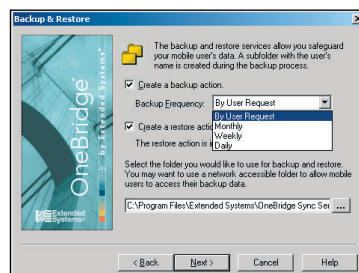 Backup & Restore
The backup and restore services allow you safeguard
your mobile user's data. A subfolder with the user's
name is created during the backup process.
Create a backup action.
Backup Frequency: By User Request
By User Request
Monthly
Weekly
Daily
Create a restore
The restore action is
Select the folder you would like to use for backup and restore.
You may want to use a network accessible folder to allow mobile
users to access their backup data.
C:\Program Files\Extended Systems\OneBridge Sync Ser ...
OneBridge
by Extended Systems
Extended
Systems
< Back Next > Cancel Help